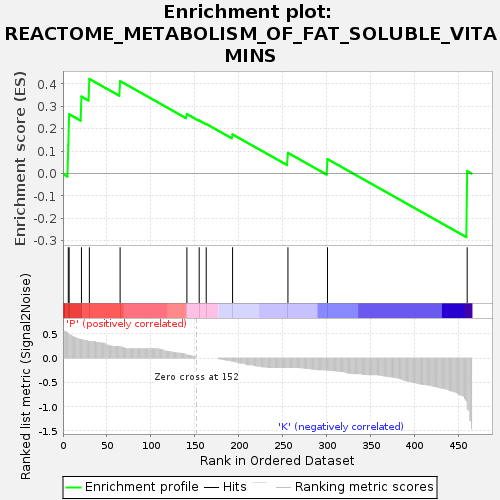 Enrichment plot:
REACTOME_METABOLISM_OF_FAT_SOLUBLE_VITA
MINS
Enrichment score (ES)
0.4
0.3
0.2
0.1
0.0
-0.1
-0.2
-0.3
'P' (positively correlated)
Ranked list metric (Signal2Noise)
0.5
0.0
-0.5
-1.0
-1.5
Zero cross at 152
'K' (negatively correlated)
0 50 100 150 200 250 300 350 400 450
Rank in Ordered Dataset
Enrichment profile Hits Ranking metric scores